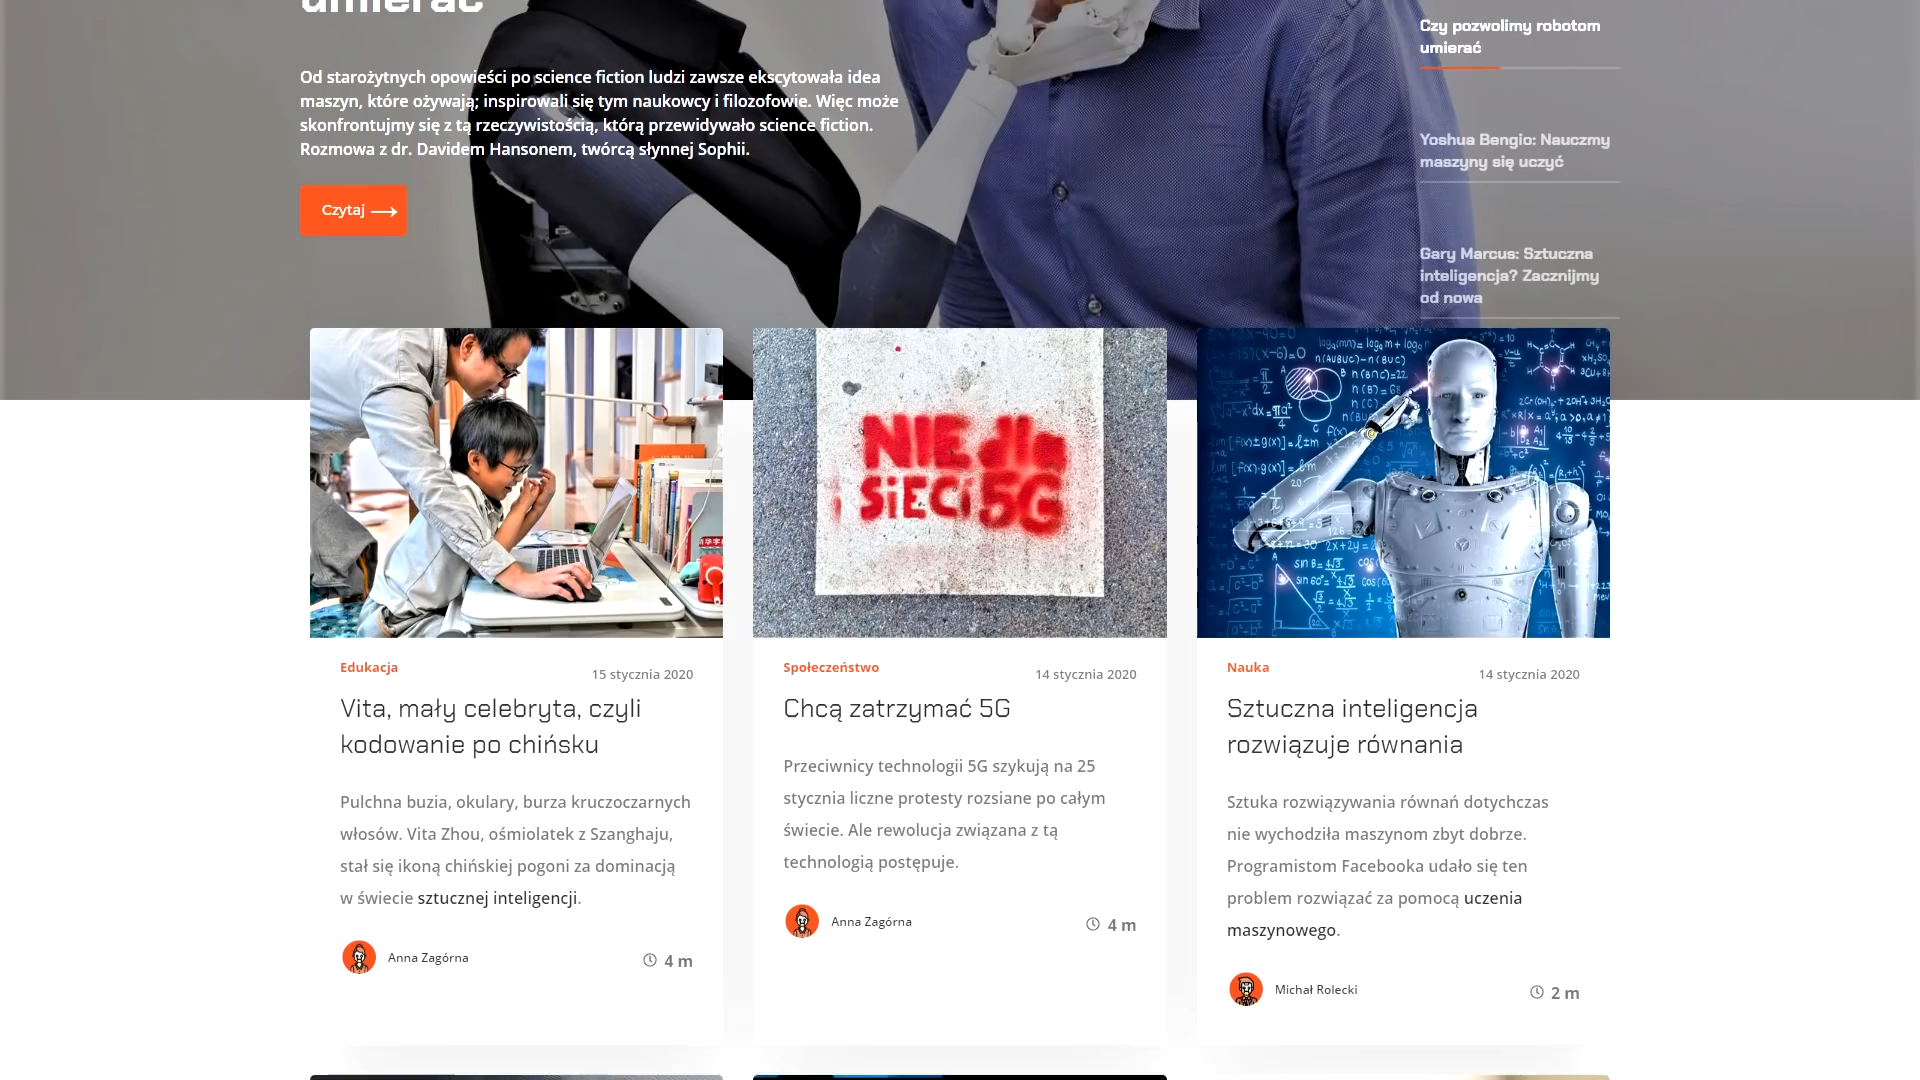 umierać
Od starożytnych opowieści po science fiction ludzi zawsze ekscytowała idea
maszyn, które ożywają; inspirowali się tym naukowcy i filozofowie. Więc może
skonfrontujmy się z tą rzeczywistością, którą przewidywało science fiction.
Rozmowa z dr. Davidem Hansonem, twórcą słynnej Sophii.
Czytaj
Czy pozwolimy robotom
umierać
Yoshua Bengio: Nauczmy
maszyny się uczyć
Gary Marcus: Sztuczna
inteligencja? Zacznijmy
od nowa
NIE dla
SiECi 5G
Edukacja
15 stycznia 2020
Vita, mały celebryta, czyli
kodowanie po chińsku
Pulchna buzia, okulary, burza kruczoczarnych
włosów. Vita Zhou, ośmiolatek z Szanghaju,
stał się ikoną chińskiej pogoni za dominacją
w świecie sztucznej inteligencji.
Anna Zagórna
4 m
Społeczeństwo
14 stycznia 2020
Chcą zatrzymać 5G
Przeciwnicy technologii 5G szykują na 25
stycznia liczne protesty rozsiane po całym
świecie. Ale rewolucja związana z tą
technologią postępuje.
Anna Zagórna
4 m
Nauka
14 stycznia 2020
Sztuczna inteligencja
rozwiązuje równania
Sztuka rozwiązywania równań dotychczas
nie wychodziła maszynom zbyt dobrze.
Programistom Facebooka udało się ten
problem rozwiązać za pomocą uczenia
maszynowego.
Michał Rolecki
2 m